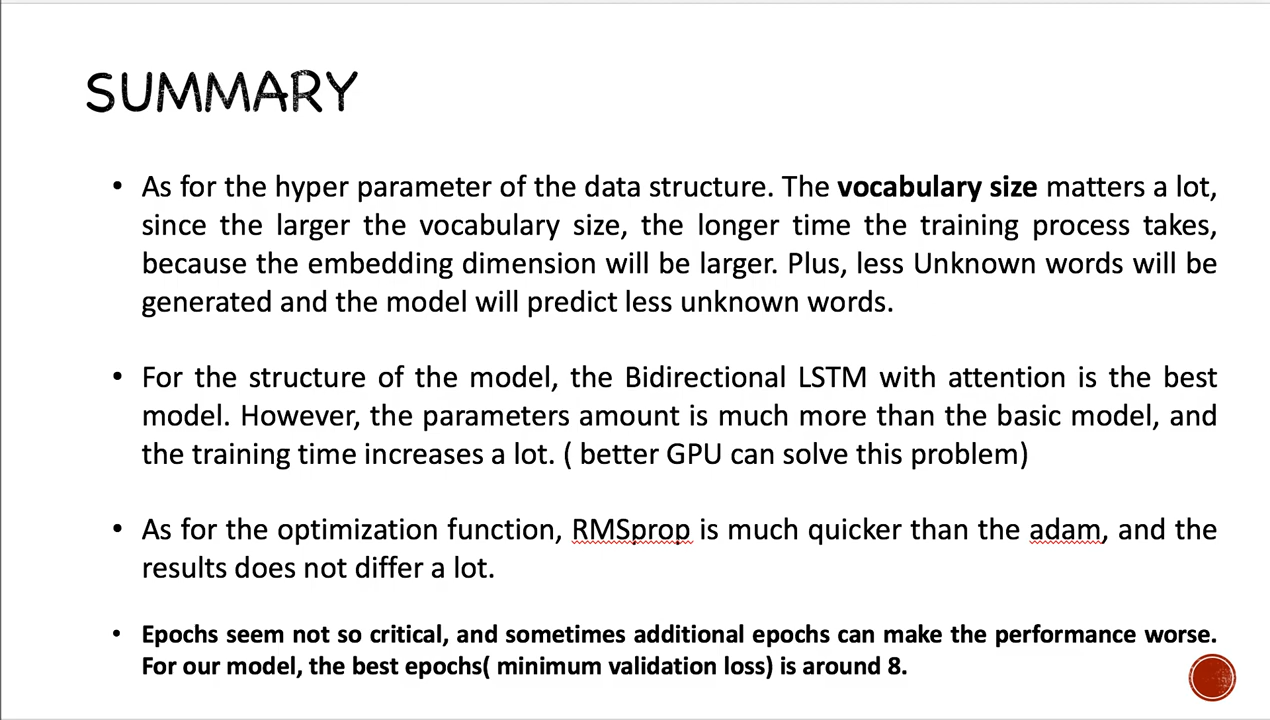 SUMMARY
• As for the hyper parameter of the data structure. The vocabulary size matters a lot,
since the larger the vocabulary size, the longer time the training process takes,
because the embedding dimension will be larger. Plus, less Unknown words will be
generated and the model will predict less unknown words.
• For the structure of the model, the Bidirectional LSTM with attention is the best
model. However, the parameters amount is much more than the basic model, and
the training time increases a lot. ( better GPU can solve this problem)
• As for the optimization function, RMSprop is much quicker than the adam, and the
results does not differ a lot.
• Epochs seem not so critical, and sometimes additional epochs can make the performance worse.
For our model, the best epochs( minimum validation loss) is around 8.